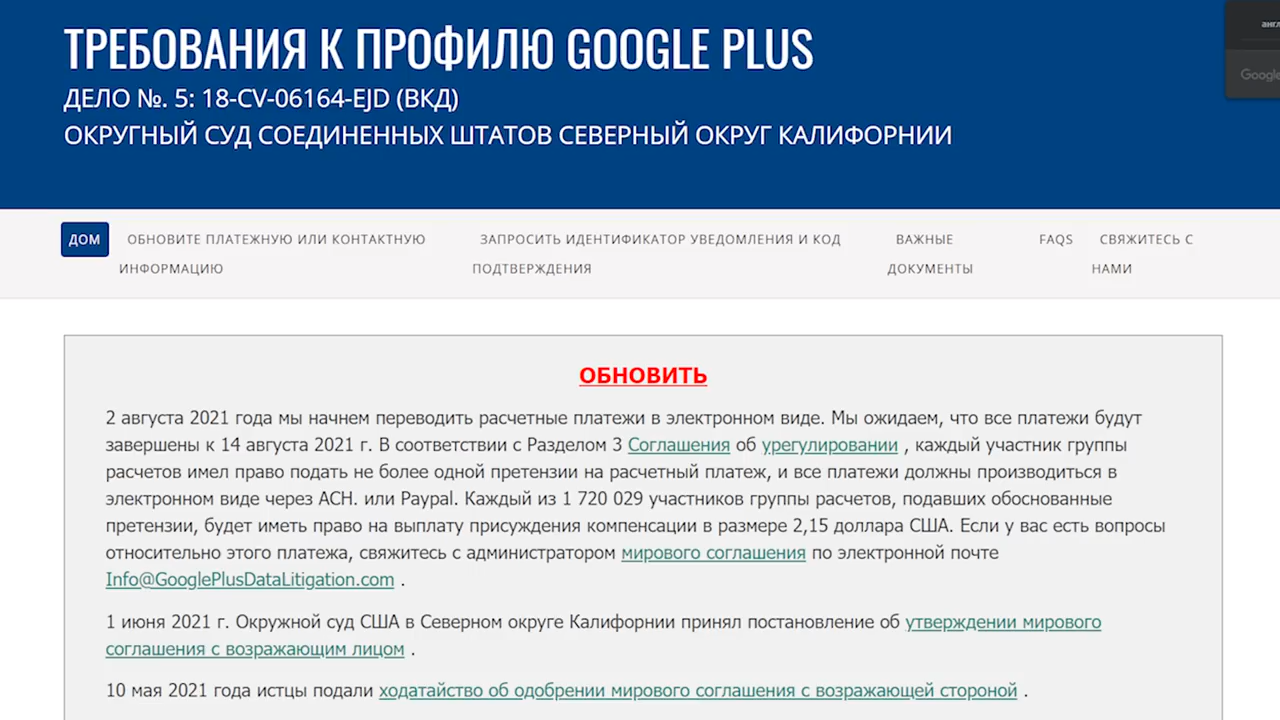 ТРЕБОВАНИЯ К ПРОФИЛЮ GOOGLE PLUS
ДЕЛО №. 5: 18-CV-06164-EJD (ВКД)
ОКРУГНЫЙ СУД СОЕДИНЕННЫХ ШТАТОВ СЕВЕРНЫЙ ОКРУГ КАЛИФОРНИИ
Google
ДОМ
ОБНОВИТЕ ПЛАТЕЖНУЮ ИЛИ КОНТАКТНУЮ
ИНФОРМАЦИЮ
ЗАПРОСИТЬ ИДЕНТИФИКАТОР УВЕДОМЛЕНИЯ И КОД
ПОДТВЕРЖДЕНИЯ
ВАЖНЫЕ
ДОКУМЕНТЫ
FAQS
СВЯЖИТЕСЬ С
НАМИ
ОБНОВИТЬ
2 августа 2021 года мы начнем переводить расчетные платежи в электронном виде. Мы ожидаем, что все платежи будут
завершены к 14 августа 2021 г. В соответствии с Разделом 3 Соглашения об урегулировании , каждый участник группы
расчетов имел право подать не более одной претензии на расчетный платеж, и все платежи должны производиться в
электронном виде через ACH. или Paypal. Каждый из 1 720 029 участников группы расчетов, подавших обоснованные
претензии, будет иметь право на выплату присуждения компенсации в размере 2,15 доллара США. Если у вас есть вопросы
относительно этого платежа, свяжитесь с администратором мирового соглашения по электронной почте
Info@GooglePlusDataLitigation.com .
1 июня 2021 г. Окружной суд США в Северном округе Калифорнии принял постановление об утверждении мирового
соглашения с возражающим лицом .
10 мая 2021 года истцы подали ходатайство об одобрении мирового соглашения с возражающей стороной .